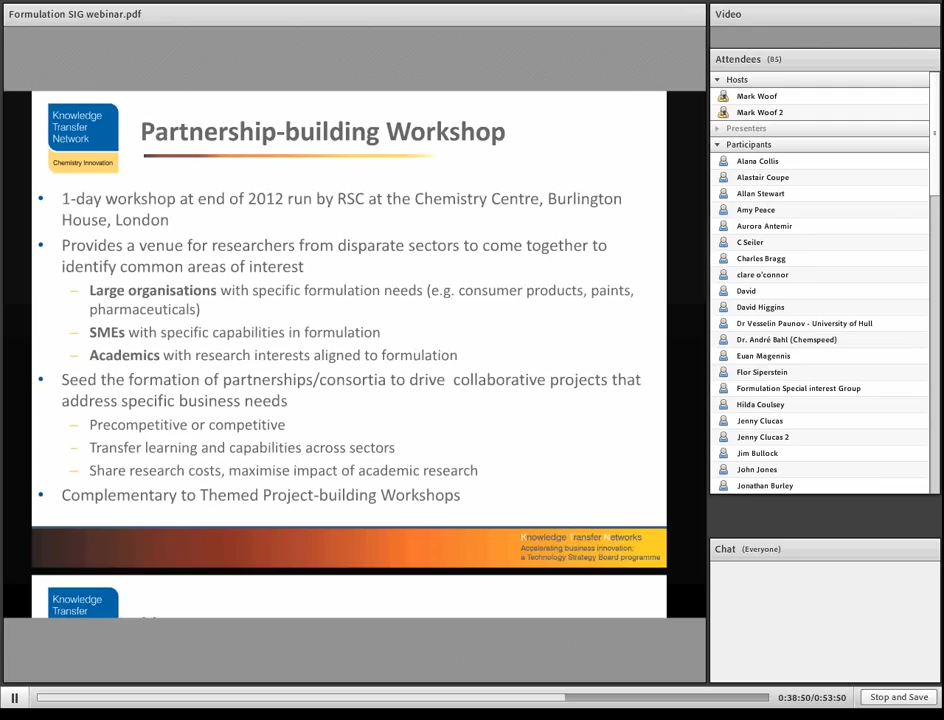 Formulation SIG webinar.pdf
Knowledge
Transfer
Network
Chemistry Innovation
Partnership-building Workshop
• 1-day workshop at end of 2012 run by RSC at the Chemistry Centre, Burlington
House, London
• Provides a venue for researchers from disparate sectors to come together to
identify common areas of interest
– Large organisations with specific formulation needs (e.g. consumer products, paints,
pharmaceuticals)
– SMEs with specific capabilities in formulation
– Academics with research interests aligned to formulation
• Seed the formation of partnerships/consortia to drive collaborative projects that
address specific business needs
– Precompetitive or competitive
– Transfer learning and capabilities across sectors
– Share research costs, maximise impact of academic research
• Complementary to Themed Project-building Workshops
Knowledge Transfer Networks
Accelerating business innovation;
a Technology Strategy Board programme
Knowledge
Transfer
Video
Attendees (85)
Hosts
Mark Woof
Mark Woof 2
Presenters
Participants
Alana Collis
Alastair Coupe
Allan Stewart
Amy Peace
Aurora Antemir
C Seiler
Charles Bragg
clare o'connor
David
David Higgins
Dr Vesselin Paunov - University of Hull
Dr. André Bahl (Chemspeed)
Euan Magennis
Flor Siperstein
Formulation Special interest Group
Hilda Coulsey
Jenny Clucas
Jenny Clucas 2
Jim Bullock
John Jones
Jonathan Burley
Chat (Everyone)
0:38:50/0:53:50
Stop and Save